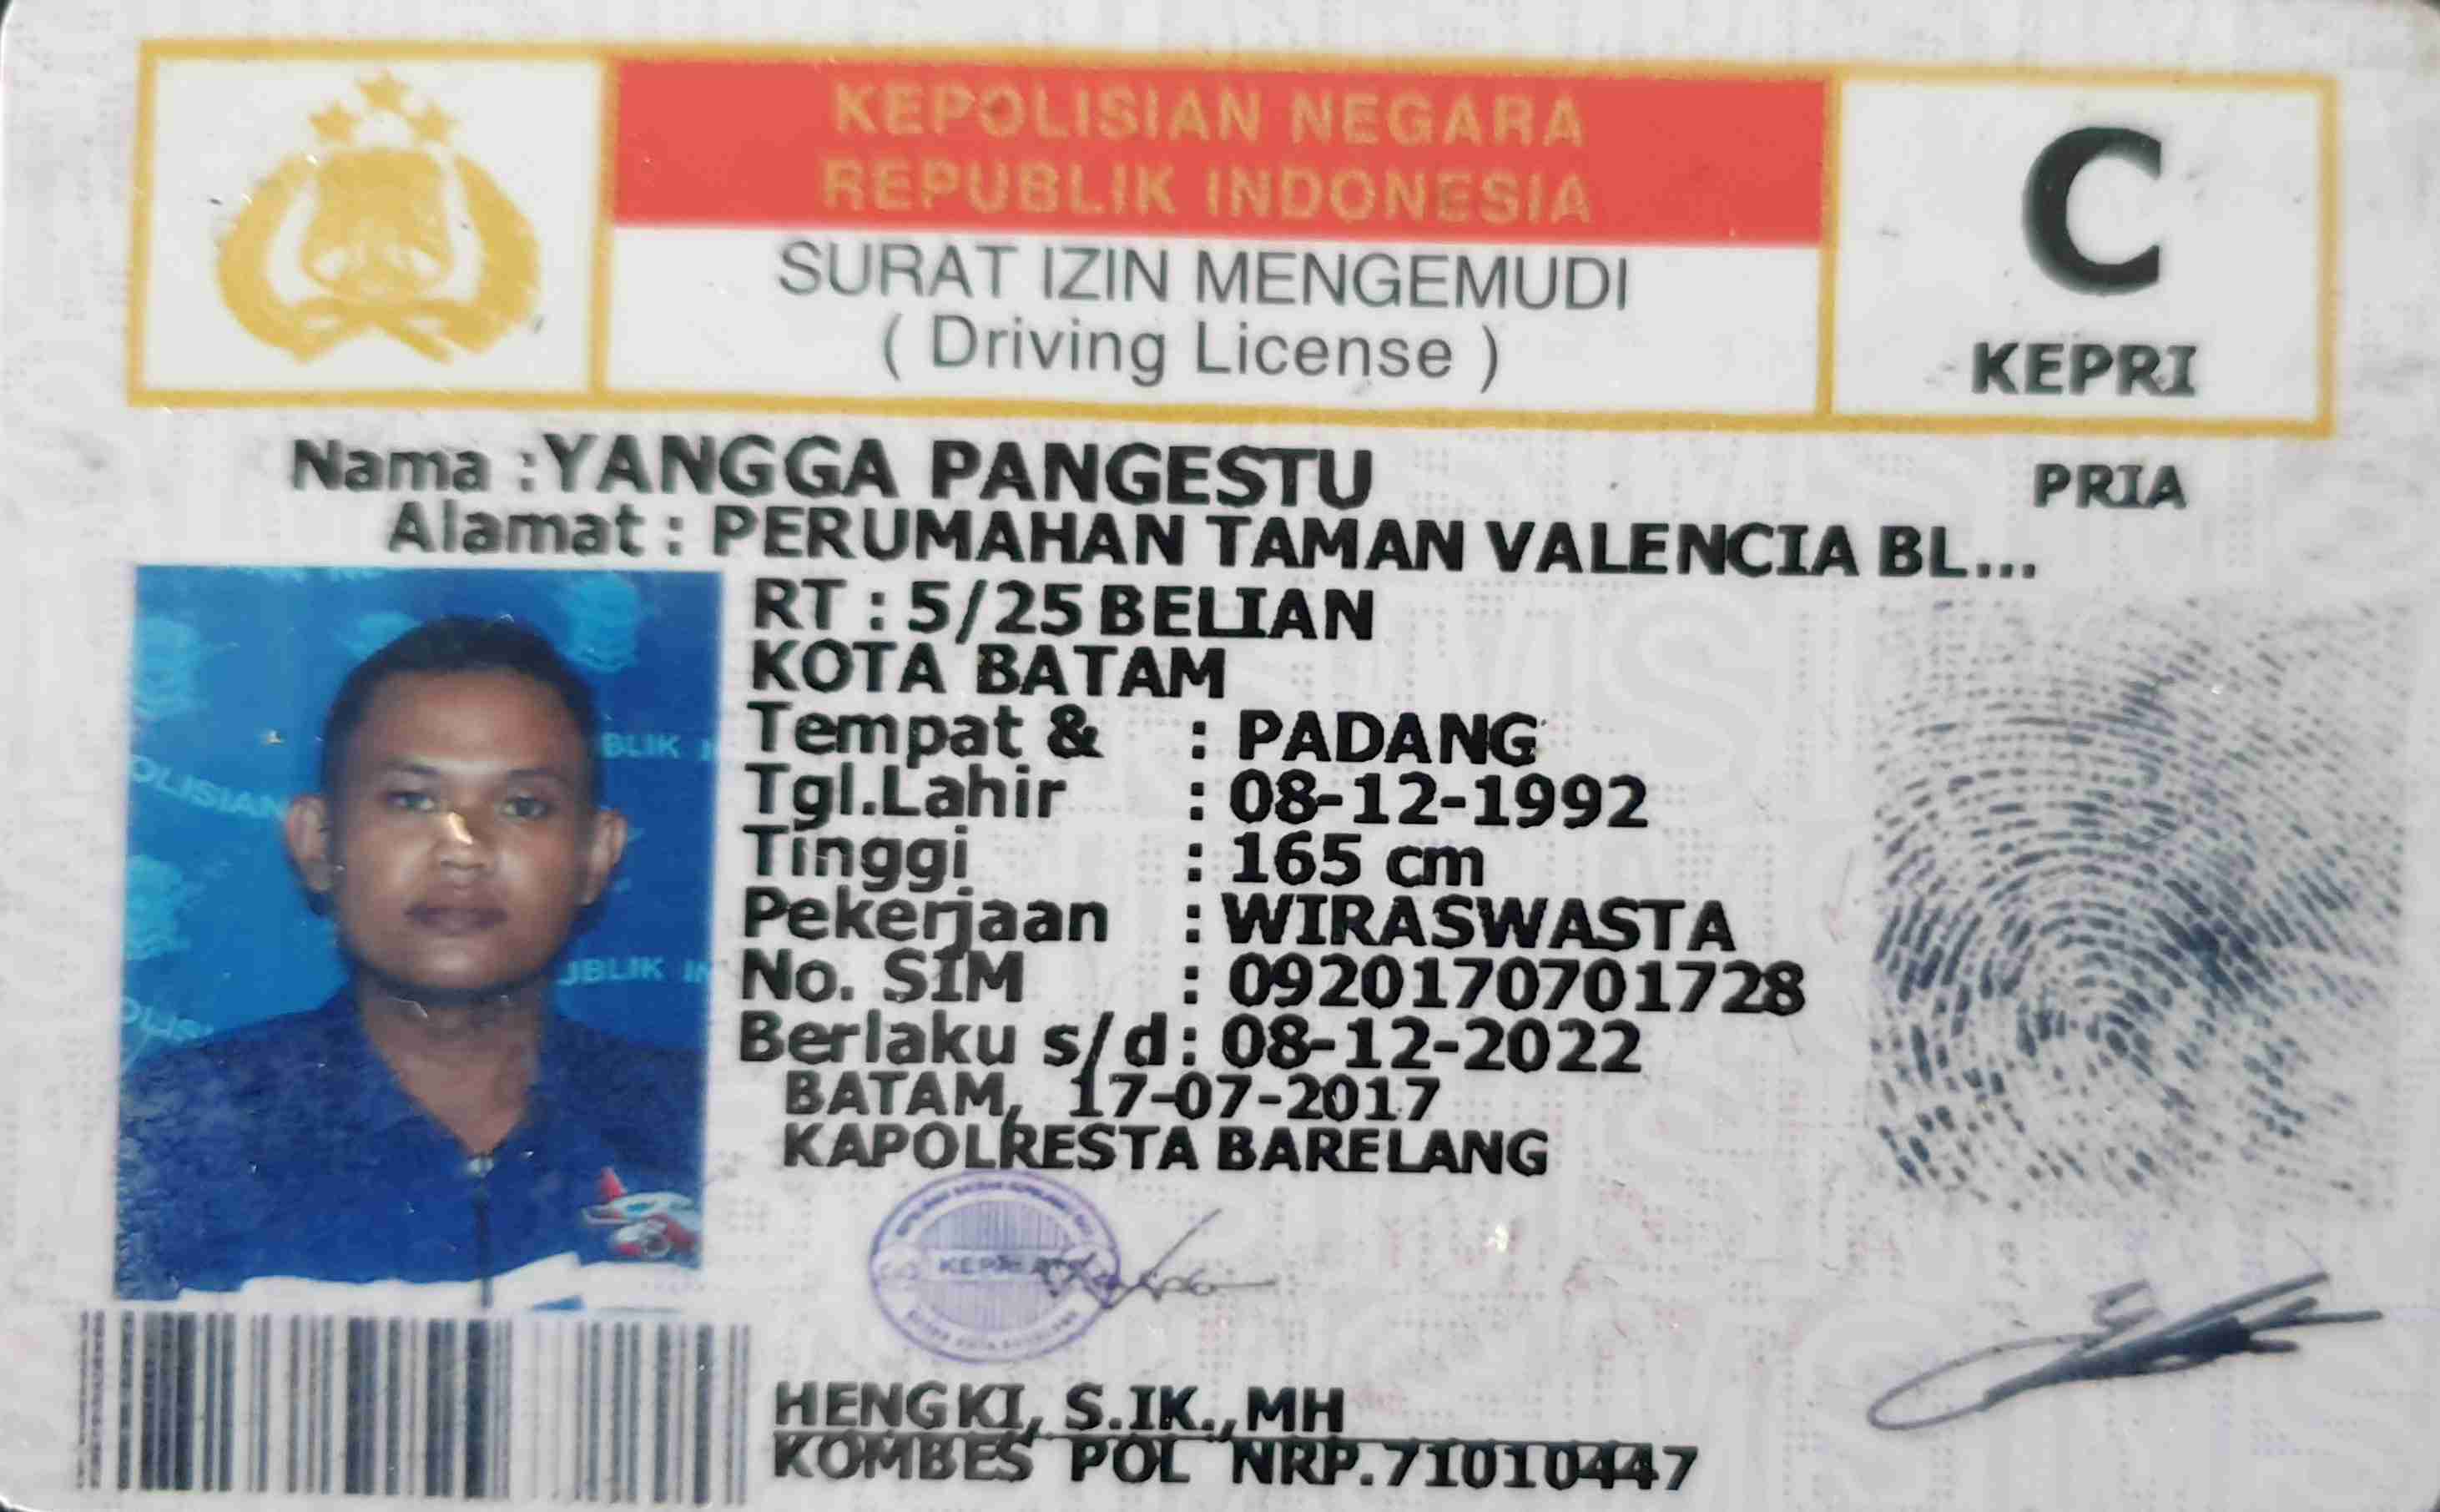 KEPOLISIAN NEGARA
REPUBLIK INDONESIA
SURAT IZIN MENGEMUDI
( Driving License )
C
KEPRI
Nama :YANGGA PANGESTU
PRIA
Alamat : PERUMAHAN TAMAN VALENCIA BL...
RT : 5/25 BELIAN
KOTA BATAM
Tempat & : PADANG
Tgl.Lahir : 08-12-1992
Tinggi : 165 cm
Pekerjaan : WIRASWASTA
No. SIM : 0920170701728
Berlaku s/d : 08-12-2022
BATAM, 17-07-2017
KAPOLRESTA BARELANG
HENGKI, S.IK.,MH
KOMBES POL NRP.71010447